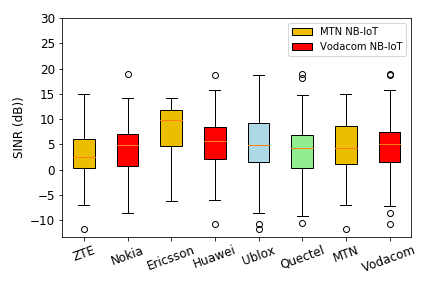 30
25
20
15
10
5
0
−5
−10
SINR (dB))
MTN NB-IoT
Vodacom NB-IoT
ZTE Nokia Ericsson Huawei Ublox Quectel MTN Vodacom